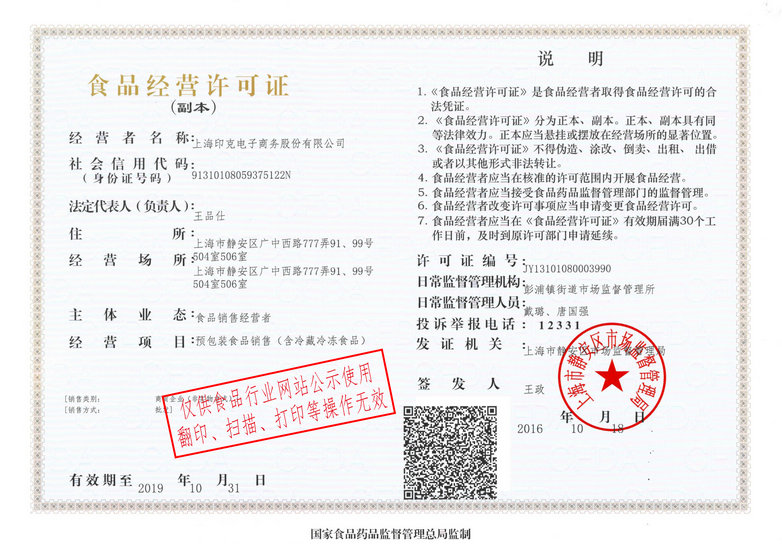 食品经营许可证
(副本)
经营者名称:上海印克电子商务股份有限公司
社会信用代码:
(身份证号码) 91310108059375122N
法定代表人(负责人):
王品仕
住所:上海市静安区广中西路777弄91、99号
504室506室
经营场所:上海市静安区广中西路777弄91、99号
504室506室
主体业态:食品销售经营者
经营项目:预包装食品销售(含冷藏冷冻食品)
[销售类别:
[销售方式: 批发]
仅供食品行业网站公示使用
翻印、扫描、打印等操作无效
有效期至 2019 年 10 月 31 日
说 明
1.《食品经营许可证》是食品经营者取得食品经营许可的合
法凭证。
2.《食品经营许可证》分为正本、副本。正本、副本具有同
等法律效力。正本应当悬挂或摆放在经营场所的显著位置。
3.《食品经营许可证》不得伪造、涂改、倒卖、出租、出借
或者以其他形式非法转让。
4. 食品经营者应当在核准的许可范围内开展食品经营。
5. 食品经营者应当接受食品药品监督管理部门的监督管理。
6. 食品经营者改变许可事项应当申请变更食品经营许可。
7. 食品经营者应当在《食品经营许可证》有效期届满30个工
作日前,及时到原许可部门申请延续。
许可证编号:JY13101080003990
日常监督管理机构:彭浦镇街道市场监督管理所
日常监督管理人员:戴璐、唐国强
投诉举报电话:12331
发证机关:上海市静安区市场监督管理局
上海市静安区市场监督管理局
签发人 王政
2016 年 10 月 18 日
国家食品药品监督管理总局监制